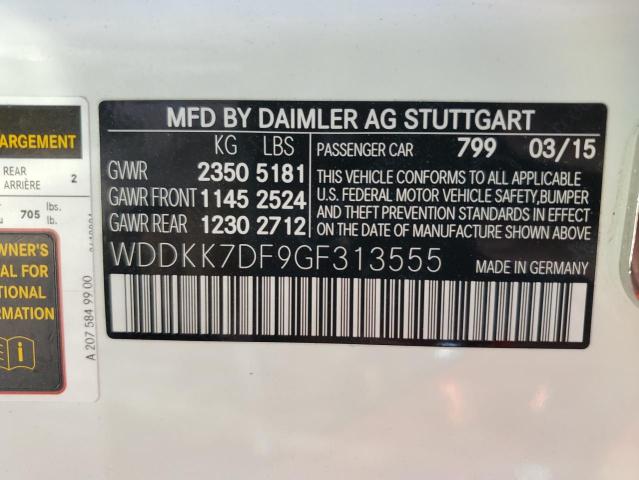 ARGEMENT
REAR
ARRIÈRE 2
or 705 lbs.
u lb.
WNER'S
AL FOR
TIONAL
RMATION
i
A 207 584 99 00
MFD BY DAIMLER AG STUTTGART
KG LBS
PASSENGER CAR 799 03/15
GVWR 2350 5181
GAWR FRONT 1145 2524
GAWR REAR 1230 2712
THIS VEHICLE CONFORMS TO ALL APPLICABLE
U.S. FEDERAL MOTOR VEHICLE SAFETY, BUMPER
AND THEFT PREVENTION STANDARDS IN EFFECT
ON THE DATE OF MANUFACTURE SHOWN ABOVE.
WDDKK7DF9GF313555
MADE IN GERMANY